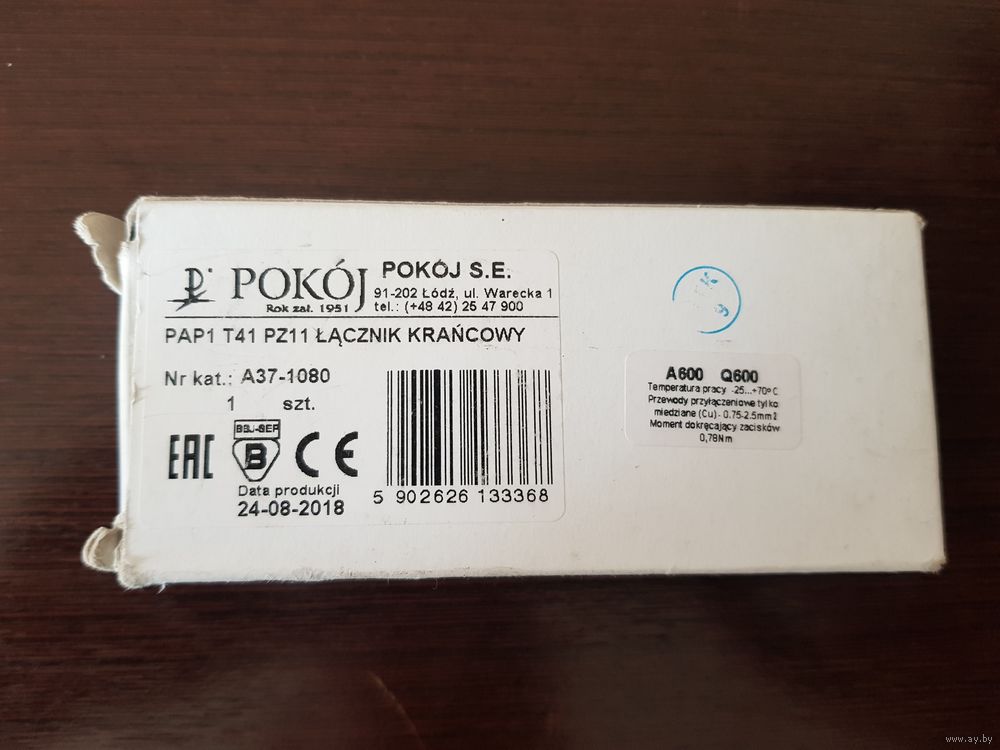 POKÓJ
Rok zał. 1951
POKÓJ S.E.
91-202 Łódź, ul. Warecka 1
tel.: (+48 42) 25 47 900
PAP1 T41 PZ11 ŁĄCZNIK KRAŃCOWY
Nr kat.: A37-1080
1 szt.
EAC
BBJ-SEP
B
CE
Data produkcji
24-08-2018
5 902626 133368
A600 Q600
Temperatura pracy -25...+70°C
Przewody przyłączeniowe tylko
miedziane (Cu)- 0.75-2.5mm2
Moment dokręcający zacisków
0,78Nm
www.ay.by